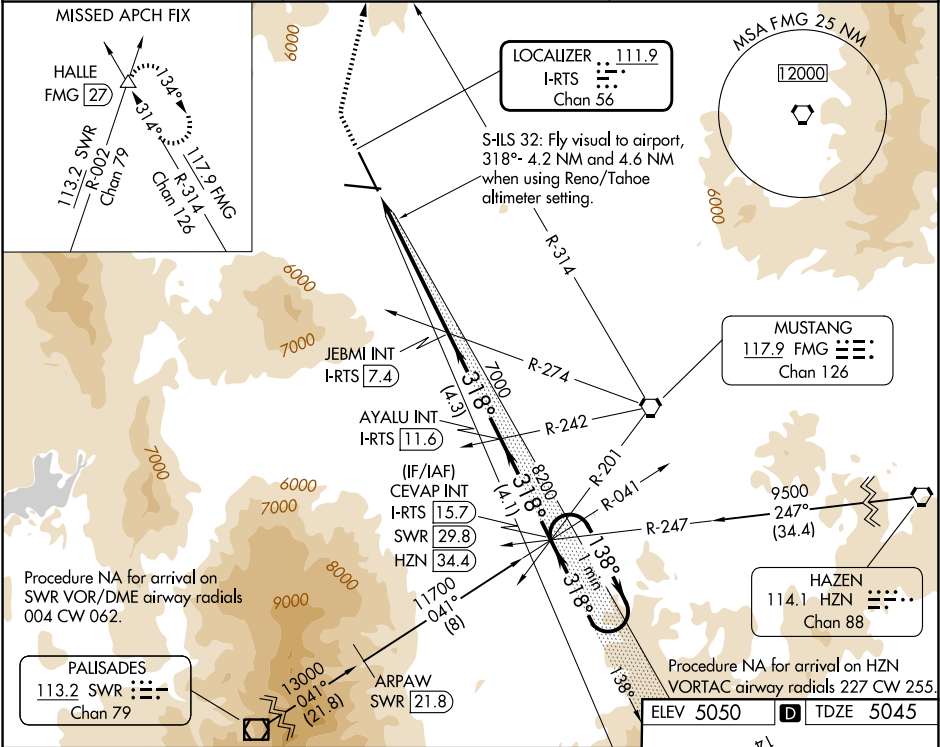 MISSED APCH FIX
HALLE
FMG 27
134°
314°
113.2 SWR
R-002
Chan 79
117.9 FMG
R-314
Chan 126
6000
LOCALIZER 111.9
I-RTS
Chan 56
S-ILS 32: Fly visual to airport,
318°- 4.2 NM and 4.6 NM
when using Reno/Tahoe
altimeter setting.
MSA FMG 25 NM
12000
6000
R-314
6000
7000
JEBMI INT
I-RTS 7.4
R-274
7000
318°
(4.3)
MUSTANG
117.9 FMG
Chan 126
AYALU INT
I-RTS 11.6
R-242
R-201
8200
318°
(4.1)
R-041
(IF/IAF)
CEVAP INT
I-RTS 15.7
SWR 29.8
HZN 34.4
R-247
9500
247°
(34.4)
7000
6000
7000
8000
9000
138°
1 min
318°
138°
Procedure NA for arrival on
SWR VOR/DME airway radials
004 CW 062.
11700
041°
(8)
HAZEN
114.1 HZN
Chan 88
PALISADES
113.2 SWR
Chan 79
13000
041°
(21.8)
ARPAW
SWR 21.8
Procedure NA for arrival on HZN
VORTAC airway radials 227 CW 255.
ELEV 5050 D TDZE 5045